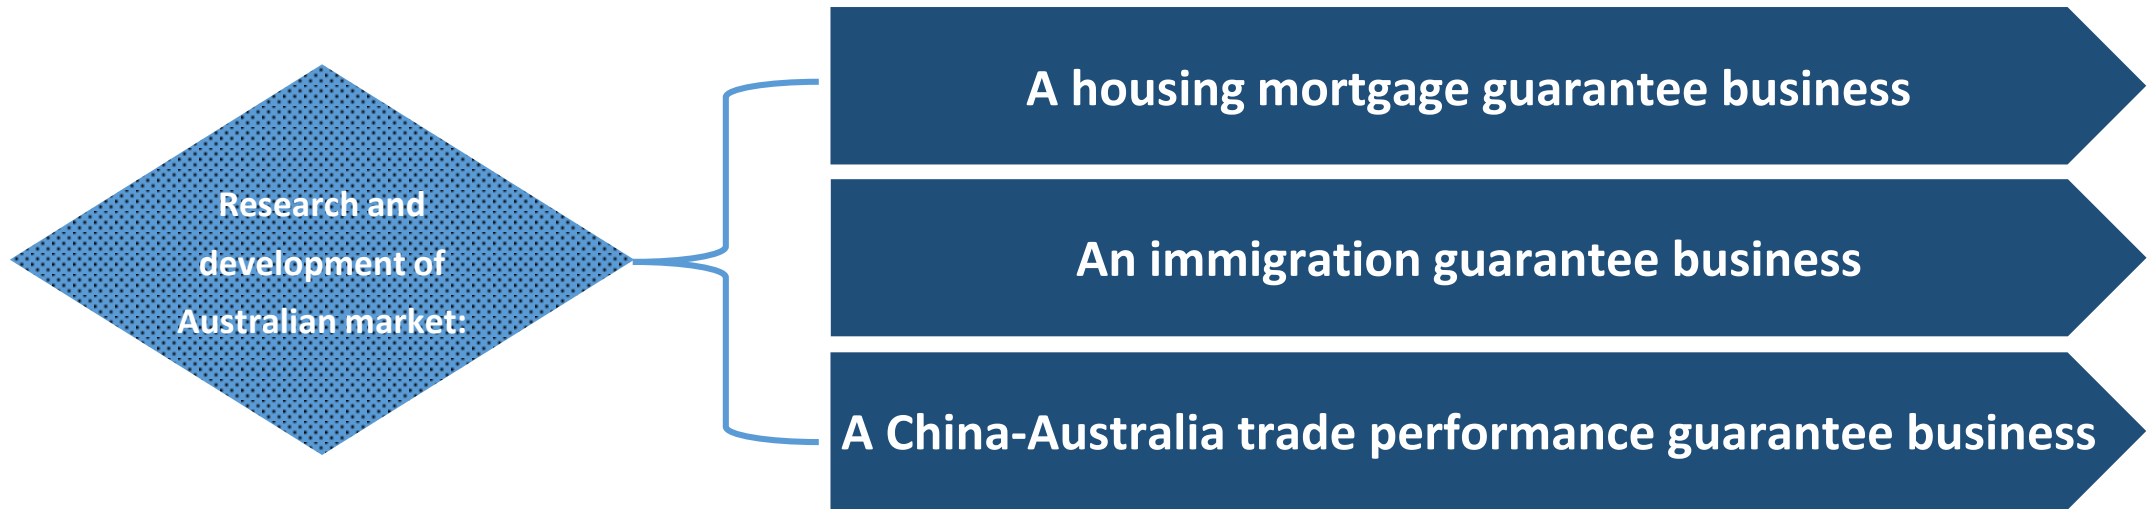 Research and
development of
Australian market:
A housing mortgage guarantee business
An immigration guarantee business
A China-Australia trade performance guarantee business